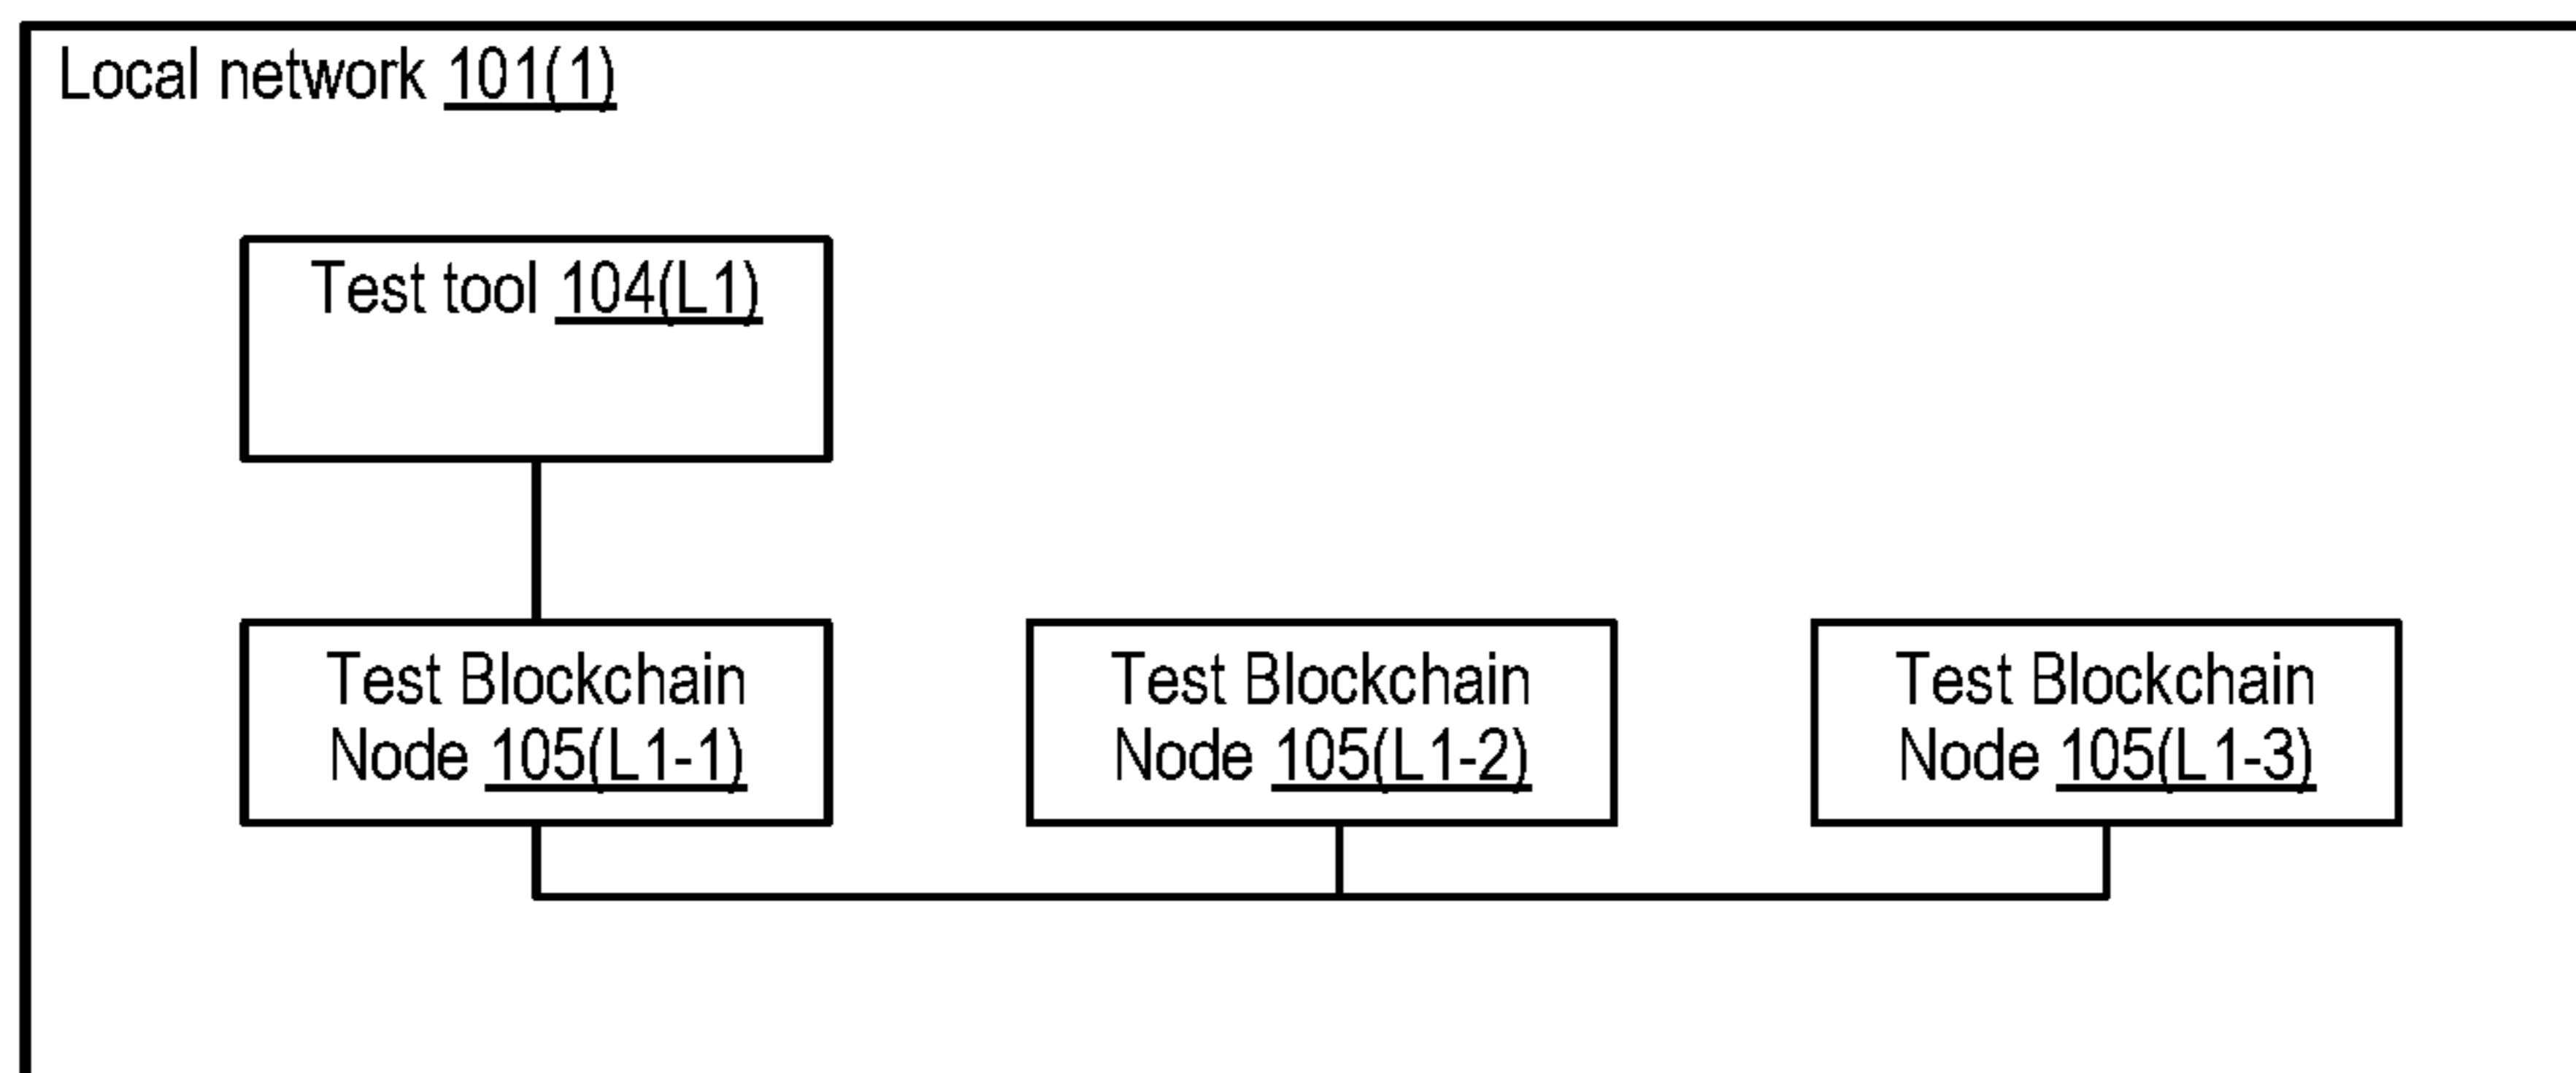 Local network 101(1)
Test tool 104(L1)
Test Blockchain
Node 105(L1-1)
Test Blockchain
Node 105(L1-2)
Test Blockchain
Node 105(L1-3)